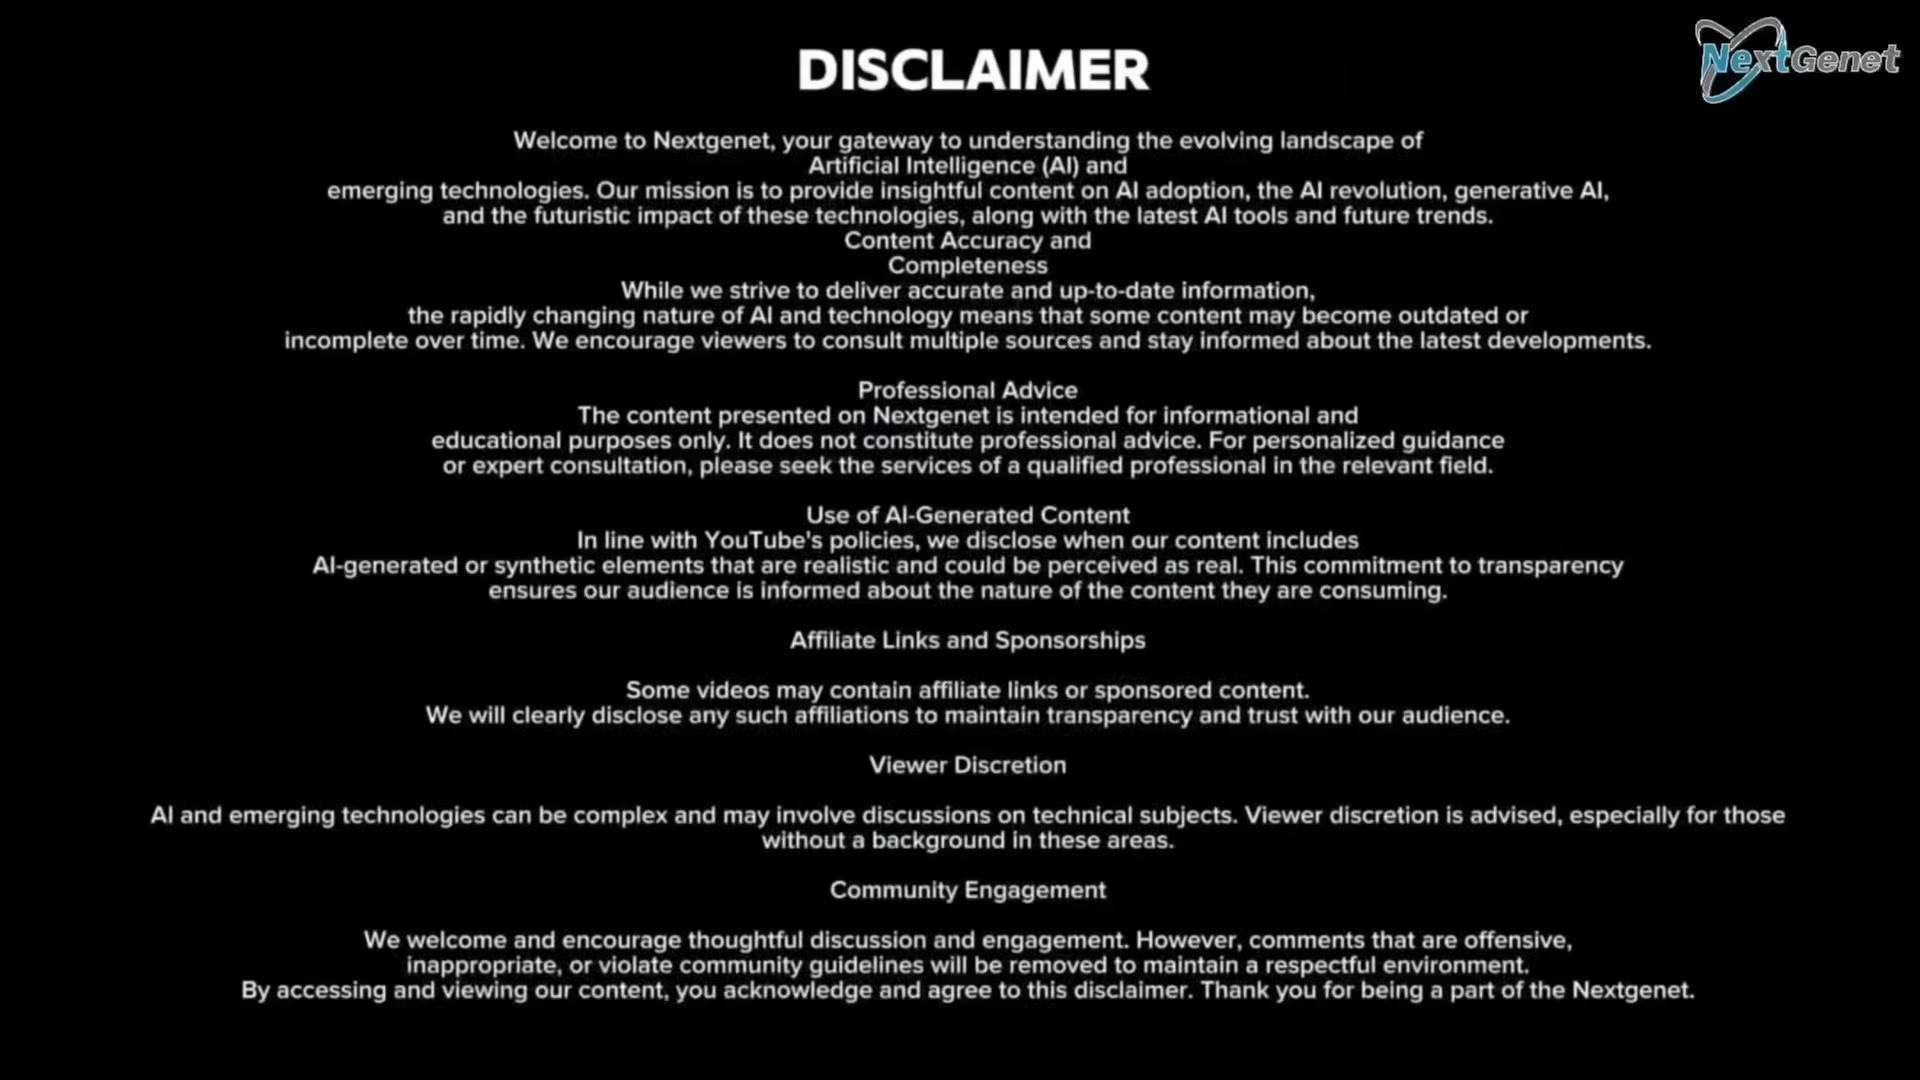 NextGenet
DISCLAIMER
Welcome to Nextgenet, your gateway to understanding the evolving landscape of
Artificial Intelligence (AI) and
emerging technologies. Our mission is to provide insightful content on AI adoption, the AI revolution, generative AI,
and the futuristic impact of these technologies, along with the latest AI tools and future trends.
Content Accuracy and
Completeness
While we strive to deliver accurate and up-to-date information,
the rapidly changing nature of AI and technology means that some content may become outdated or
incomplete over time. We encourage viewers to consult multiple sources and stay informed about the latest developments.
Professional Advice
The content presented on Nextgenet is intended for informational and
educational purposes only. It does not constitute professional advice. For personalized guidance
or expert consultation, please seek the services of a qualified professional in the relevant field.
Use of AI-Generated Content
In line with YouTube's policies, we disclose when our content includes
AI-generated or synthetic elements that are realistic and could be perceived as real. This commitment to transparency
ensures our audience is informed about the nature of the content they are consuming.
Affiliate Links and Sponsorships
Some videos may contain affiliate links or sponsored content.
We will clearly disclose any such affiliations to maintain transparency and trust with our audience.
Viewer Discretion
AI and emerging technologies can be complex and may involve discussions on technical subjects. Viewer discretion is advised, especially for those
without a background in these areas.
Community Engagement
We welcome and encourage thoughtful discussion and engagement. However, comments that are offensive,
inappropriate, or violate community guidelines will be removed to maintain a respectful environment.
By accessing and viewing our content, you acknowledge and agree to this disclaimer. Thank you for being a part of the Nextgenet.